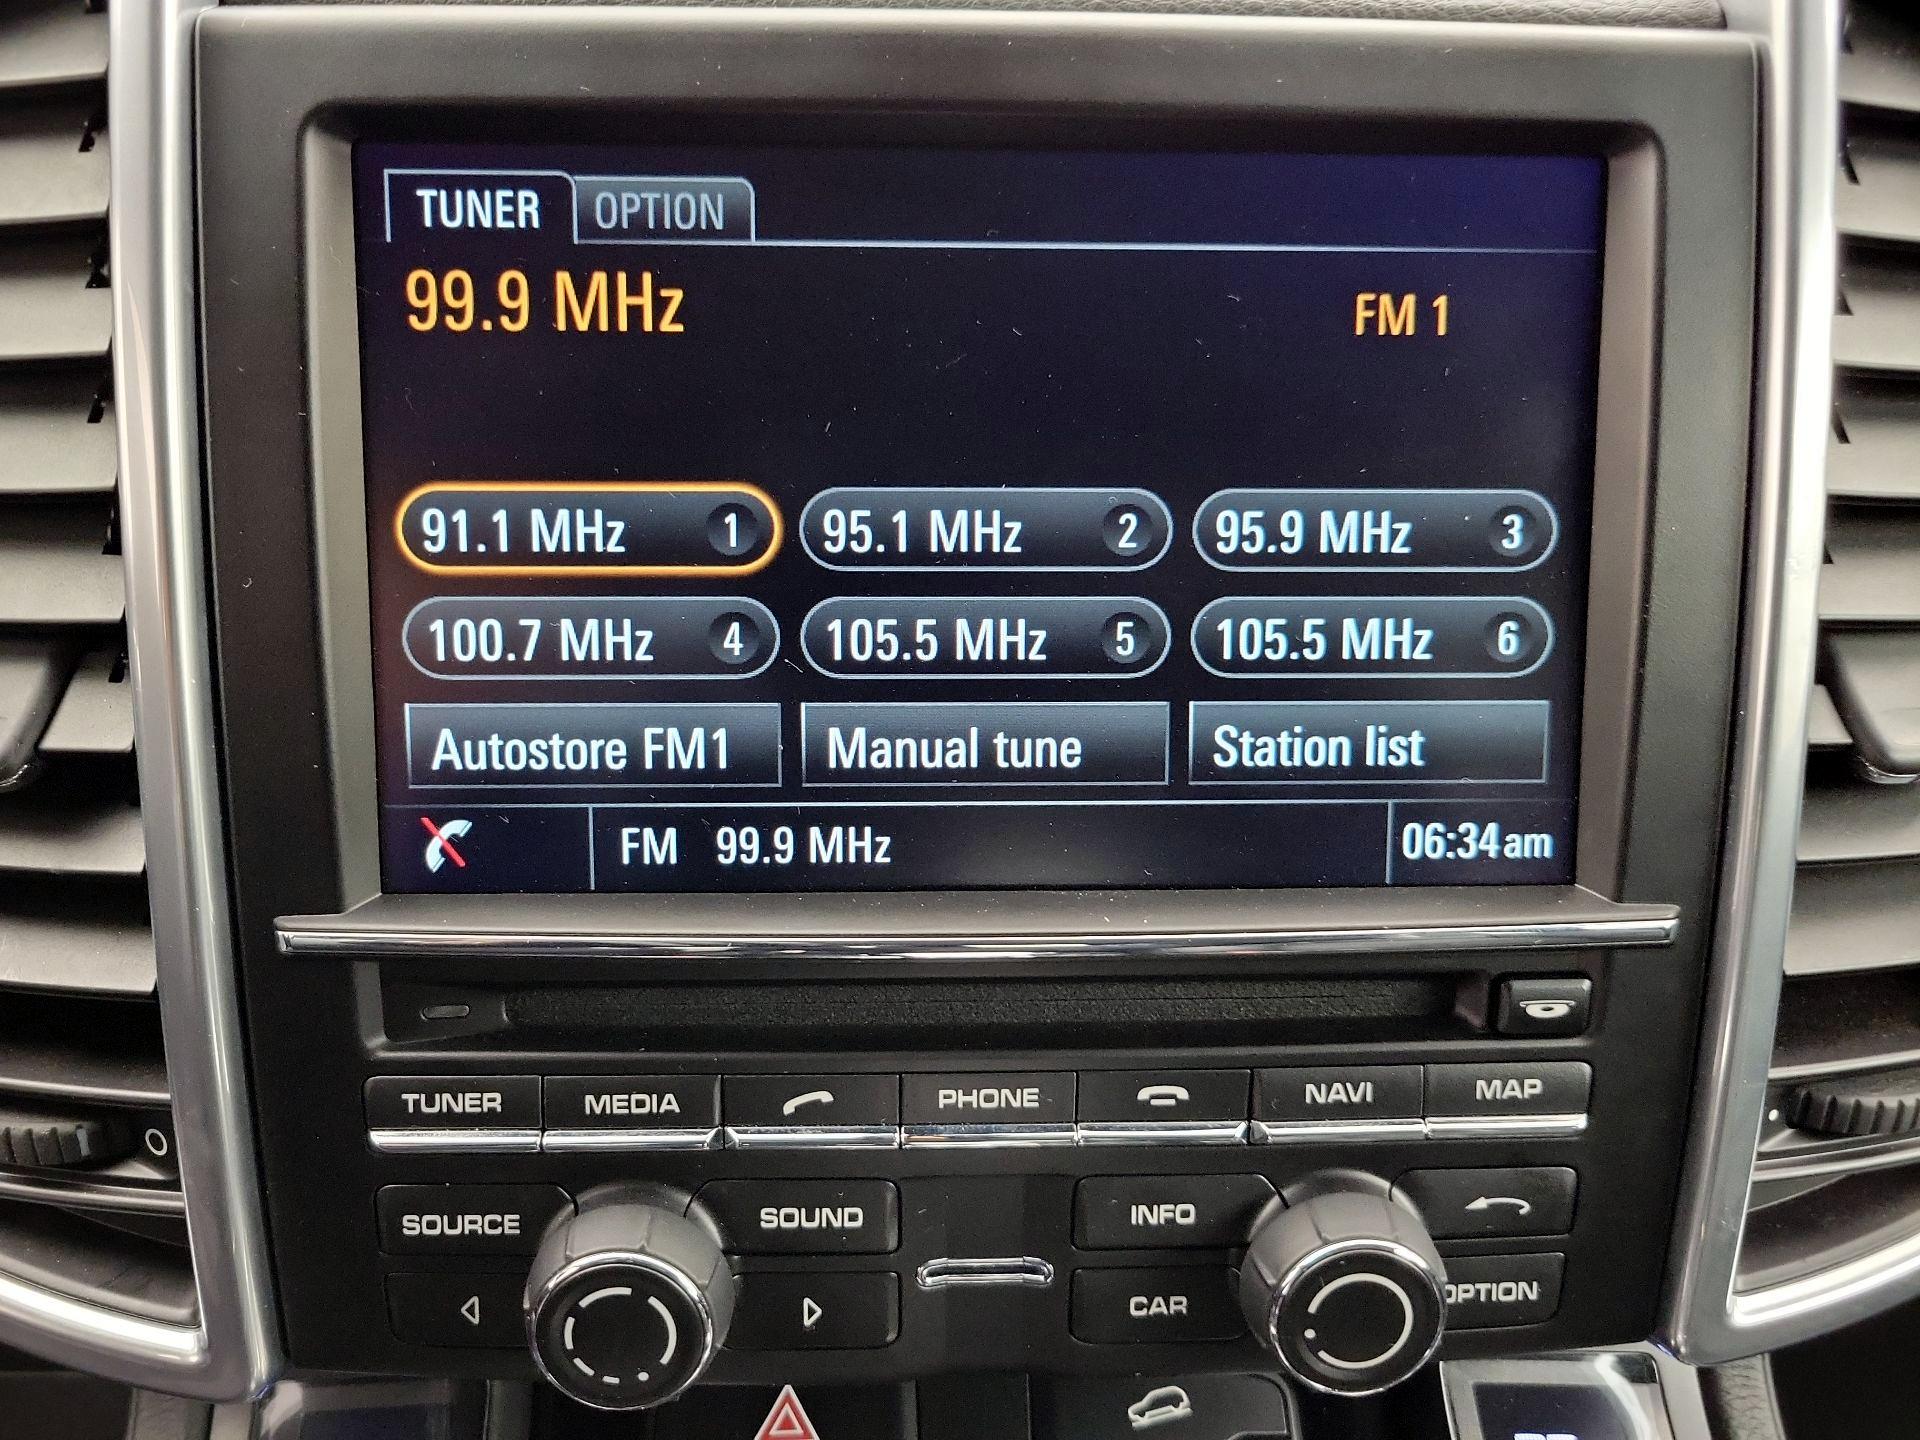 TUNER OPTION
99.9 MHz FM 1
91.1 MHz 1 95.1 MHz 2 95.9 MHz 3
100.7 MHz 4 105.5 MHz 5 105.5 MHz 6
Autostore FM1 Manual tune Station list
FM 99.9 MHz 06:34am
TUNER MEDIA PHONE NAVI MAP
SOURCE SOUND INFO
CAR OPTION